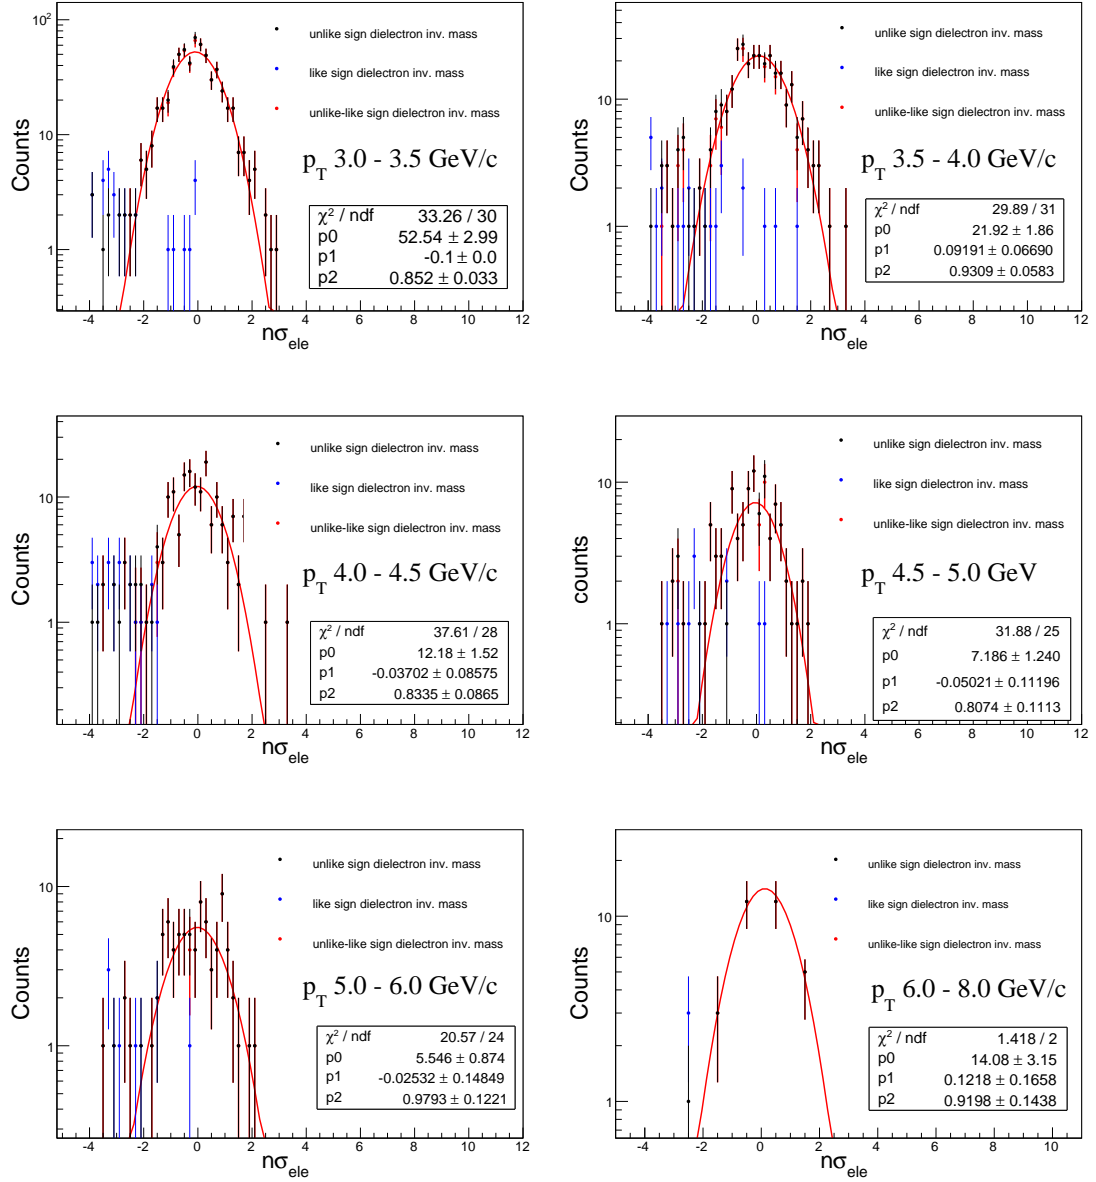 unlike sign dielectron inv. mass
like sign dielectron inv. mass
unlike-like sign dielectron inv. mass
p_T 3.0 - 3.5 GeV/c
χ² / ndf 33.26 / 30
p0 52.54 ± 2.99
p1 -0.1 ± 0.0
p2 0.852 ± 0.033
Counts
10²
10
1
-4 -2 0 2 4 6 8 10 12
nσ_ele
unlike sign dielectron inv. mass
like sign dielectron inv. mass
unlike-like sign dielectron inv. mass
p_T 3.5 - 4.0 GeV/c
χ² / ndf 29.89 / 31
p0 21.92 ± 1.86
p1 0.09191 ± 0.06690
p2 0.9309 ± 0.0583
Counts
10
1
-4 -2 0 2 4 6 8 10 12
nσ_ele
unlike sign dielectron inv. mass
like sign dielectron inv. mass
unlike-like sign dielectron inv. mass
p_T 4.0 - 4.5 GeV/c
χ² / ndf 37.61 / 28
p0 12.18 ± 1.52
p1 -0.03702 ± 0.08575
p2 0.8335 ± 0.0865
Counts
10
1
-4 -2 0 2 4 6 8 10 12
nσ_ele
unlike sign dielectron inv. mass
like sign dielectron inv. mass
unlike-like sign dielectron inv. mass
p_T 4.5 - 5.0 GeV
χ² / ndf 31.88 / 25
p0 7.186 ± 1.240
p1 -0.05021 ± 0.11196
p2 0.8074 ± 0.1113
counts
10
1
-4 -2 0 2 4 6 8 10 12
nσ_ele
unlike sign dielectron inv. mass
like sign dielectron inv. mass
unlike-like sign dielectron inv. mass
p_T 5.0 - 6.0 GeV/c
χ² / ndf 20.57 / 24
p0 5.546 ± 0.874
p1 -0.02532 ± 0.14849
p2 0.9793 ± 0.1221
Counts
10
1
-4 -2 0 2 4 6 8 10 12
nσ_ele
unlike sign dielectron inv. mass
like sign dielectron inv. mass
unlike-like sign dielectron inv. mass
p_T 6.0 - 8.0 GeV/c
χ² / ndf 1.418 / 2
p0 14.08 ± 3.15
p1 0.1218 ± 0.1658
p2 0.9198 ± 0.1438
Counts
10
1
-4 -2 0 2 4 6 8 10
nσ_ele